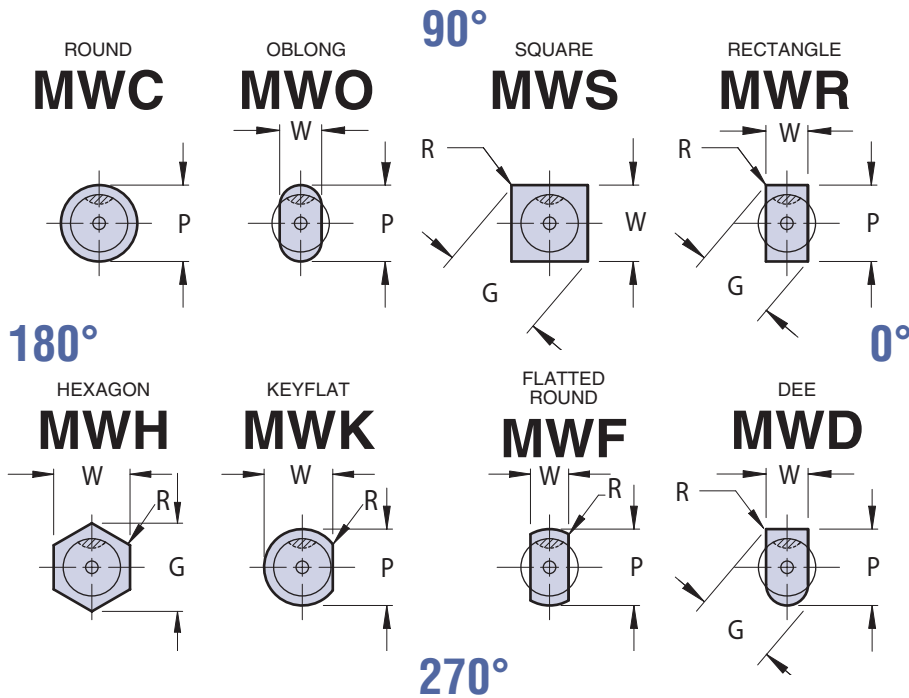 90°
ROUND
MWC
P
OBLONG
MWO
W
P
SQUARE
MWS
R
W
G
RECTANGLE
MWR
W
R
P
G
180°
0°
HEXAGON
MWH
W
R
G
KEYFLAT
MWK
W
R
P
FLATTED
ROUND
MWF
W
R
P
DEE
MWD
W
R
P
G
270°